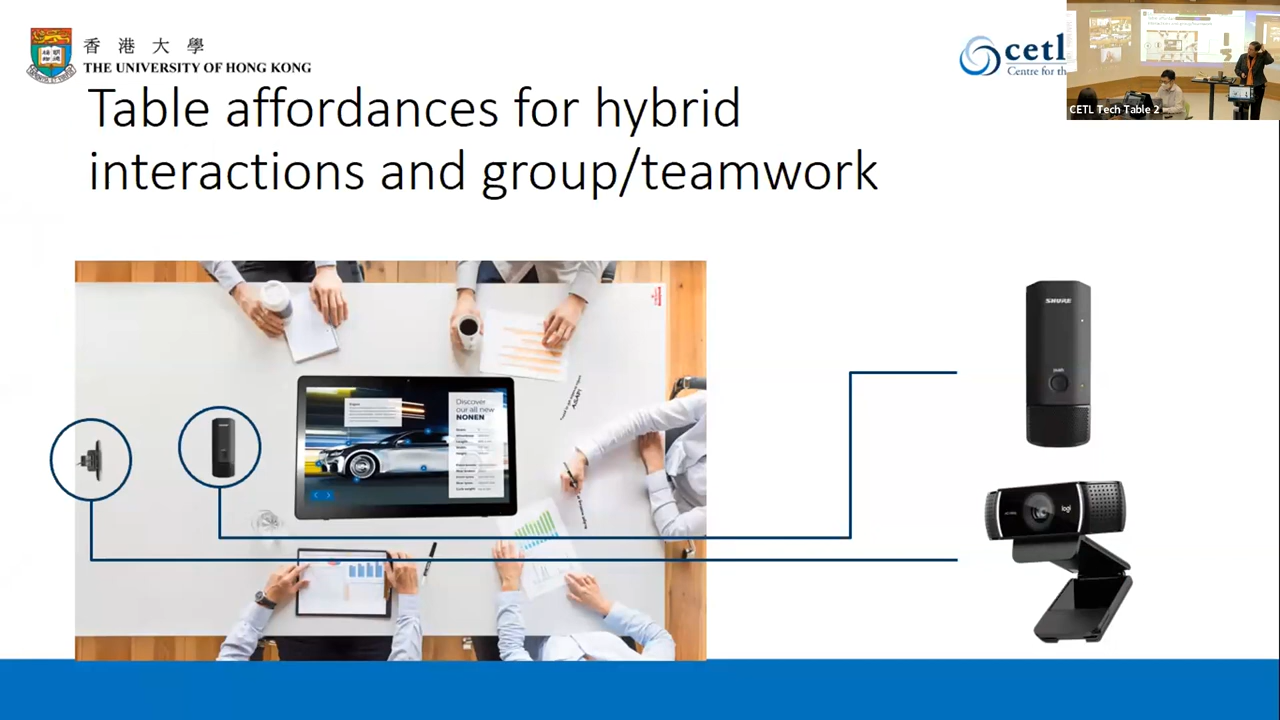 香港大學
THE UNIVERSITY OF HONG KONG
cetl
Centre for th
CETL Tech Table 2
Table affordances for hybrid
interactions and group/teamwork
Discover
our all new
NONEN
SHURE
logi